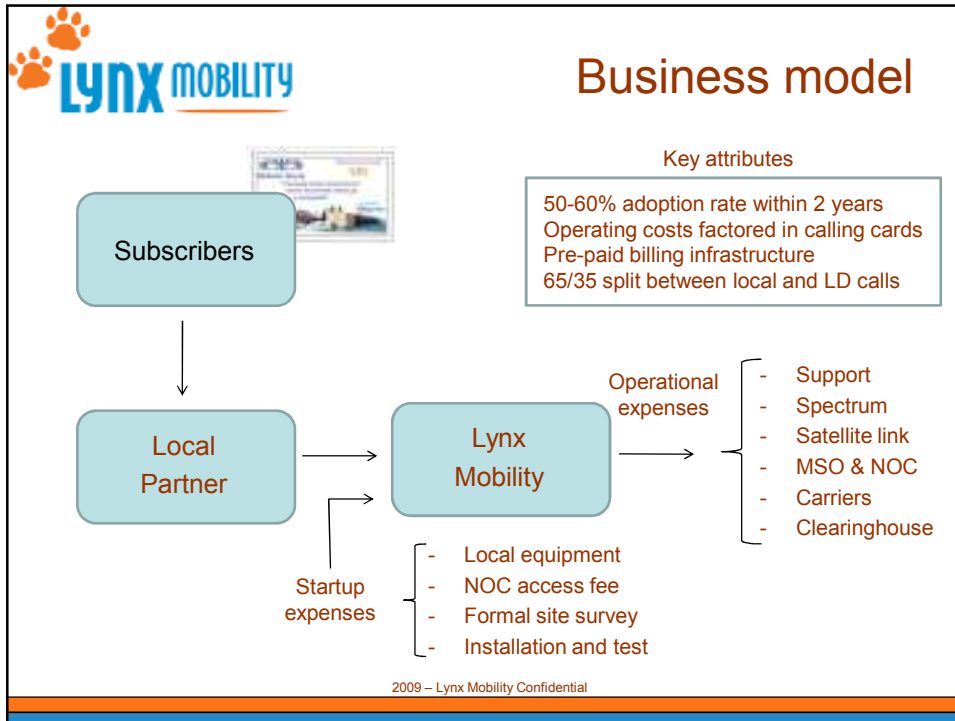 LYNX MOBILITY
Business model
Key attributes
50-60% adoption rate within 2 years
Operating costs factored in calling cards
Pre-paid billing infrastructure
65/35 split between local and LD calls
Subscribers
Local
Partner
Lynx
Mobility
Operational
expenses
- Support
- Spectrum
- Satellite link
- MSO & NOC
- Carriers
- Clearinghouse
Startup
expenses
- Local equipment
- NOC access fee
- Formal site survey
- Installation and test
2009 – Lynx Mobility Confidential